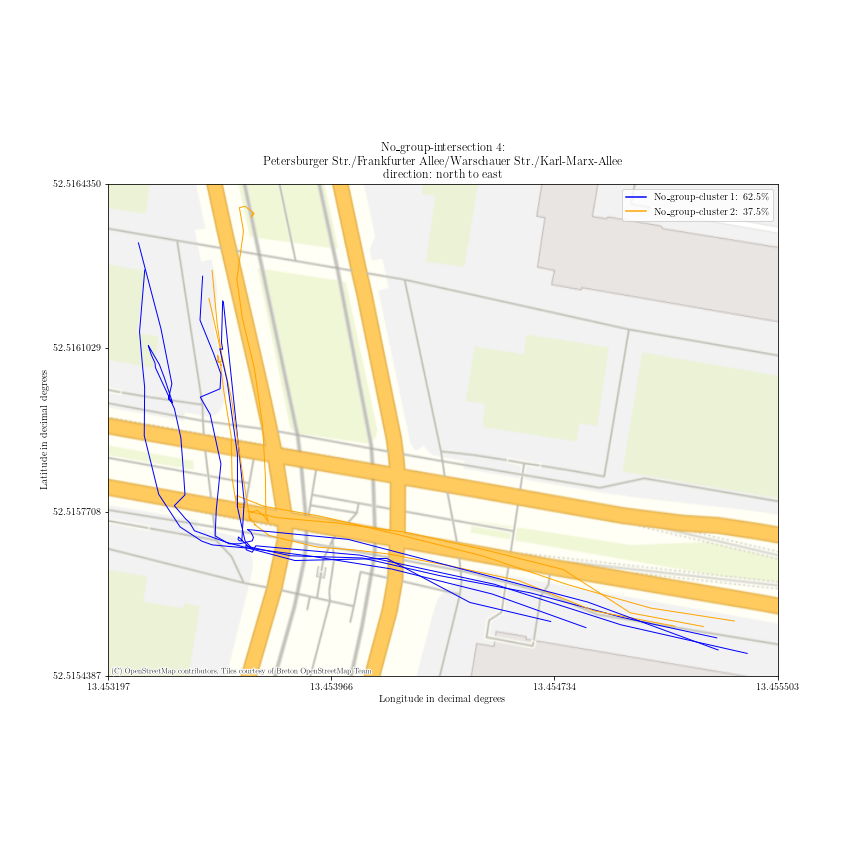 No_group-intersection 4:
Petersburger Str./Frankfurter Allee/Warschauer Str./Karl-Marx-Allee
direction: north to east
52.5164350
52.5161029
52.5157708
52.5154387
Latitude in decimal degrees
No_group-cluster 1: 62.5%
No_group-cluster 2: 37.5%
(C) OpenStreetMap contributors, Tiles courtesy of Breton OpenStreetMap Team
13.453197
13.453966
13.454734
13.455503
Longitude in decimal degrees